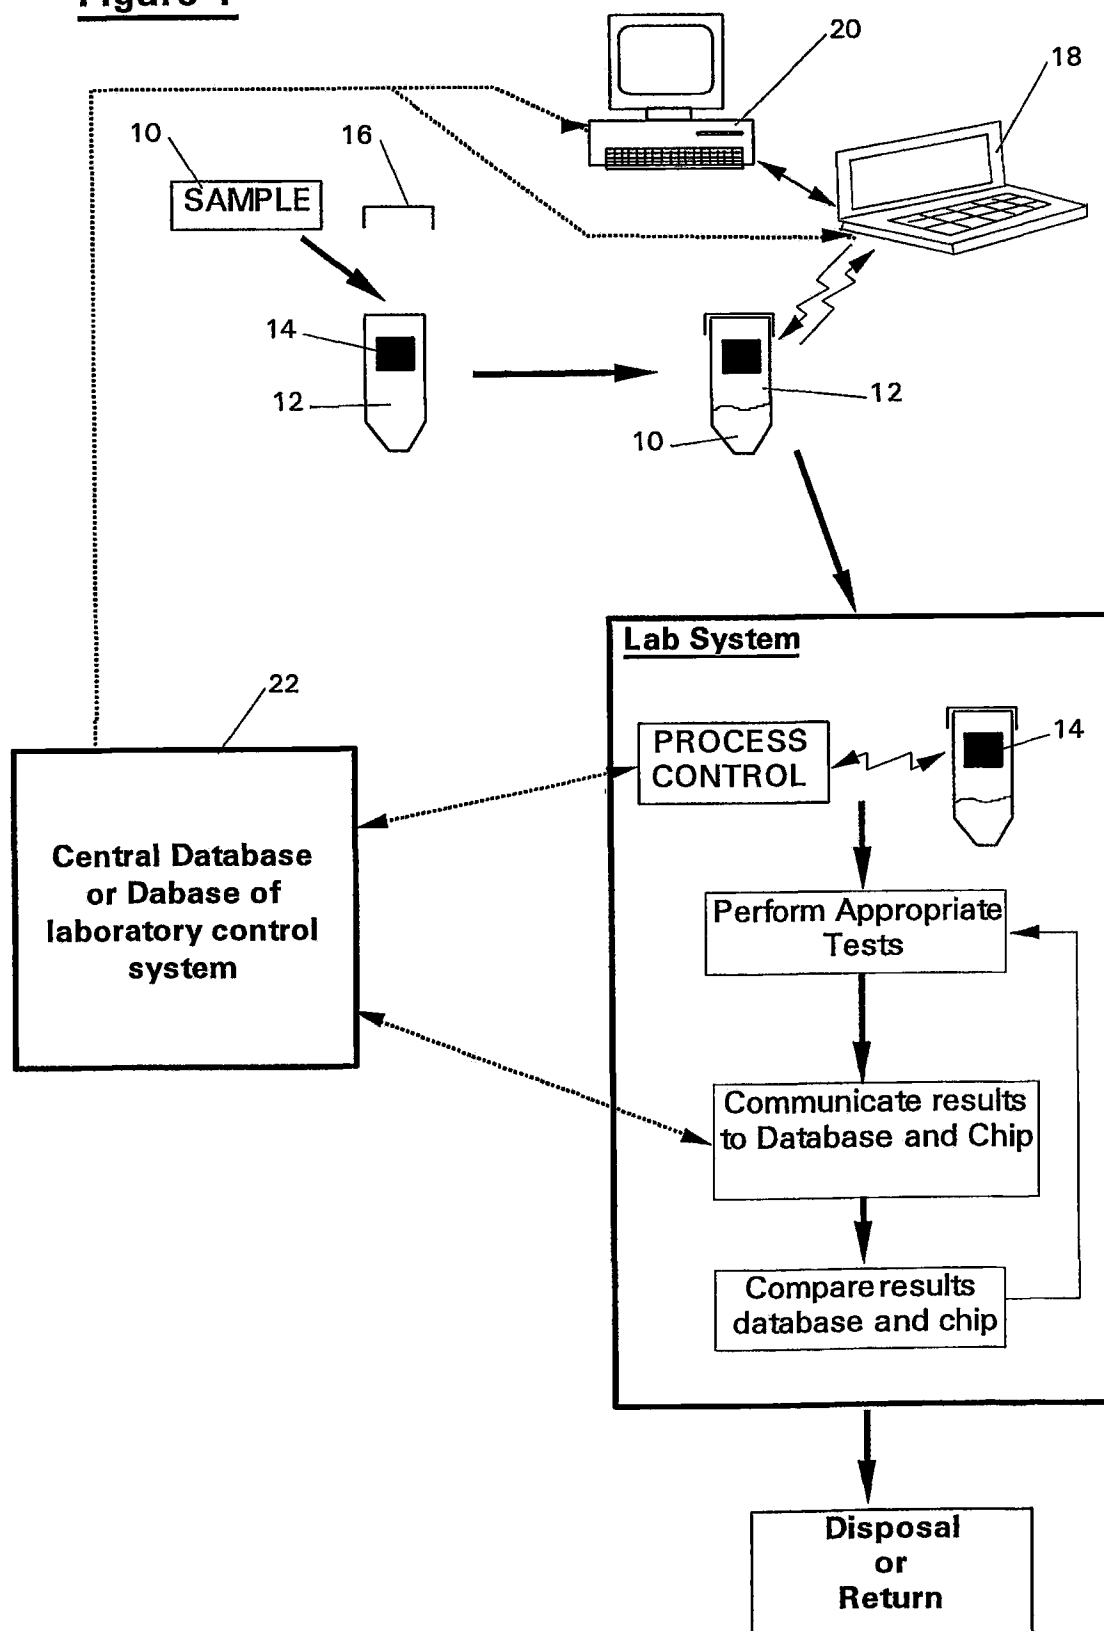 20
18
10
16
SAMPLE
14
12
12
10
Lab System
22
14
PROCESS
CONTROL
Central Database
or Dabase of
laboratory control
system
Perform Appropriate
Tests
Communicate results
to Database and Chip
Compare results
database and chip
Disposal
or
Return